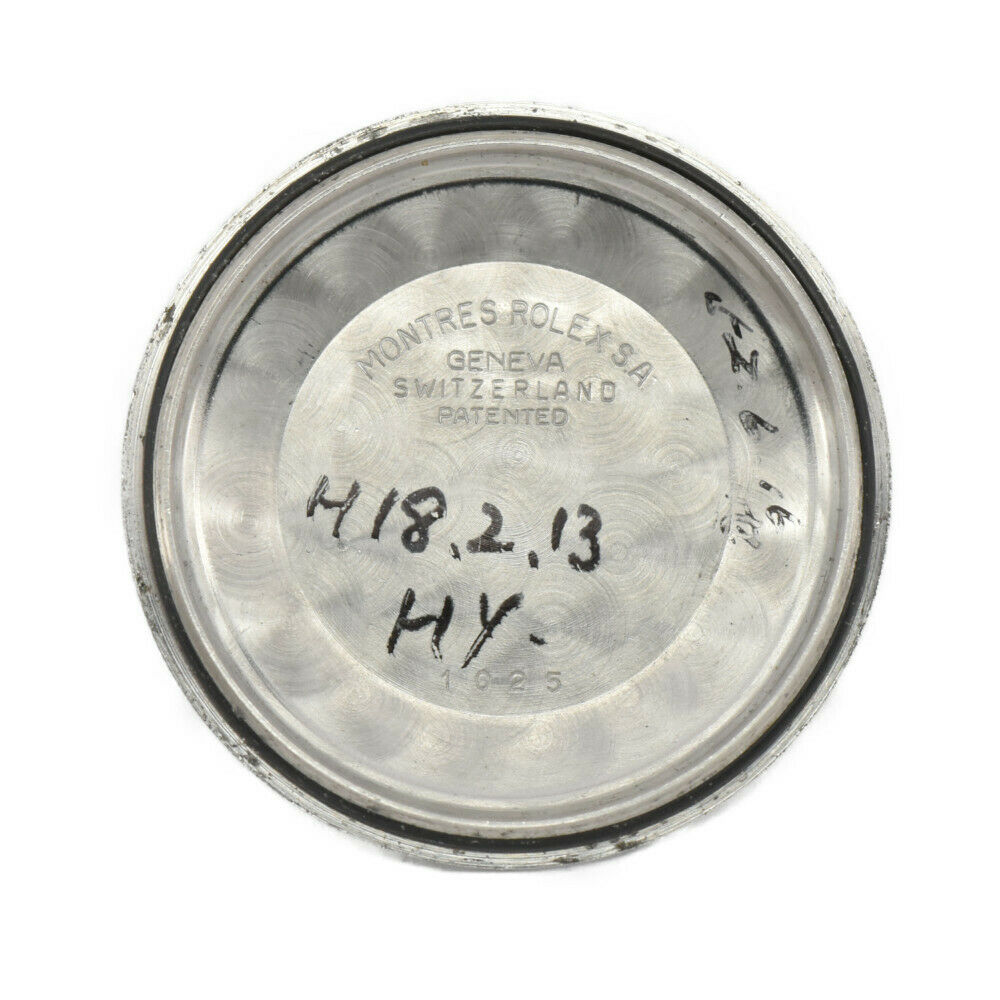 MONTRES ROLEX S.A
GENEVA
SWITZERLAND
PATENTED
H18.2.13
HY.
1025